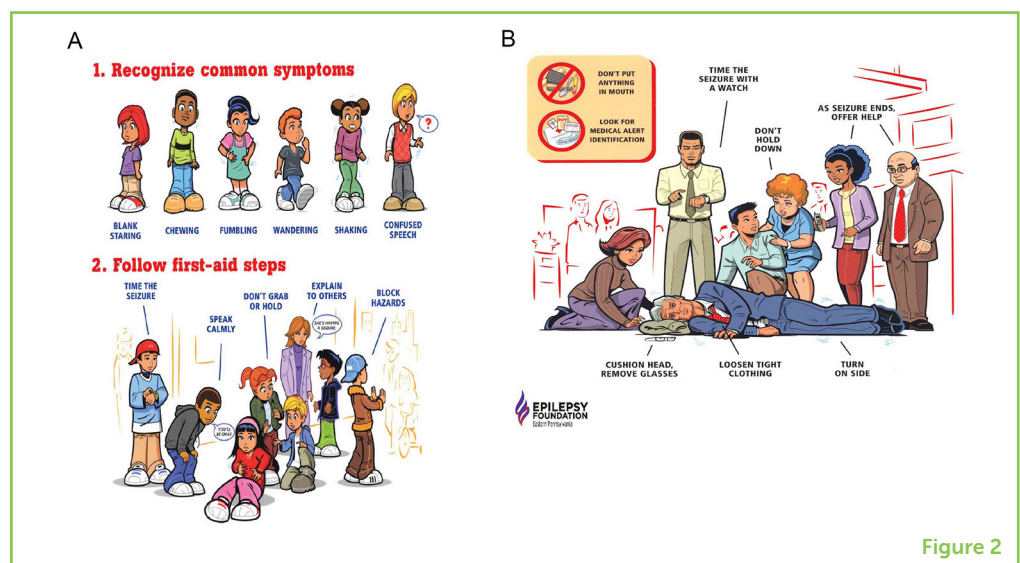 A
1. Recognize common symptoms
BLANK
STARING
CHEWING
FUMBLING
WANDERING
SHAKING
CONFUSED
SPEECH
?
2. Follow first-aid steps
TIME THE
SEIZURE
SPEAK
CALMLY
DON'T GRAB
OR HOLD
EXPLAIN
TO OTHERS
BLOCK
HAZARDS
SHE'S HAVING
A SEIZURE
YOU'LL
BE OKAY
B
DON'T PUT
ANYTHING
IN MOUTH
LOOK FOR
MEDICAL ALERT
IDENTIFICATION
TIME THE
SEIZURE WITH
A WATCH
DON'T
HOLD
DOWN
AS SEIZURE ENDS,
OFFER HELP
CUSHION HEAD,
REMOVE GLASSES
LOOSEN TIGHT
CLOTHING
TURN
ON SIDE
EPILEPSY
FOUNDATION
Eastern Pennsylvania
Figure 2